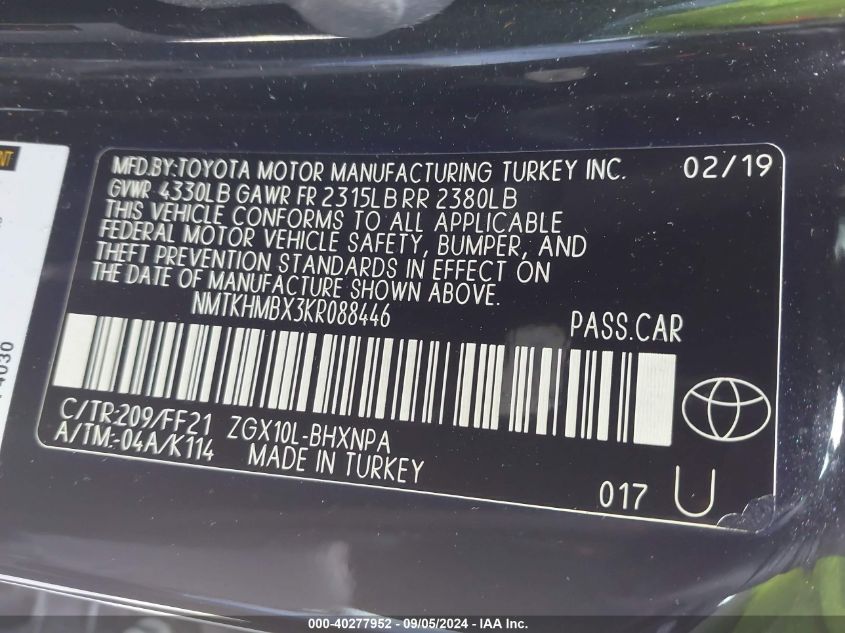 MFD.BY:TOYOTA MOTOR MANUFACTURING TURKEY INC. 02/19
GVWR 4330LB GAWR FR 2315LB RR 2380LB
THIS VEHICLE CONFORMS TO ALL APPLICABLE
FEDERAL MOTOR VEHICLE SAFETY, BUMPER, AND
THEFT PREVENTION STANDARDS IN EFFECT ON
THE DATE OF MANUFACTURE SHOWN ABOVE.
NMTKHMBX3KR088446 PASS.CAR
C/TR:209/FF21 ZGX10L-BHXNPA
A/TM:-04A/K114 MADE IN TURKEY
017 U
4030
000-40277952 - 09/05/2024 - IAA Inc.